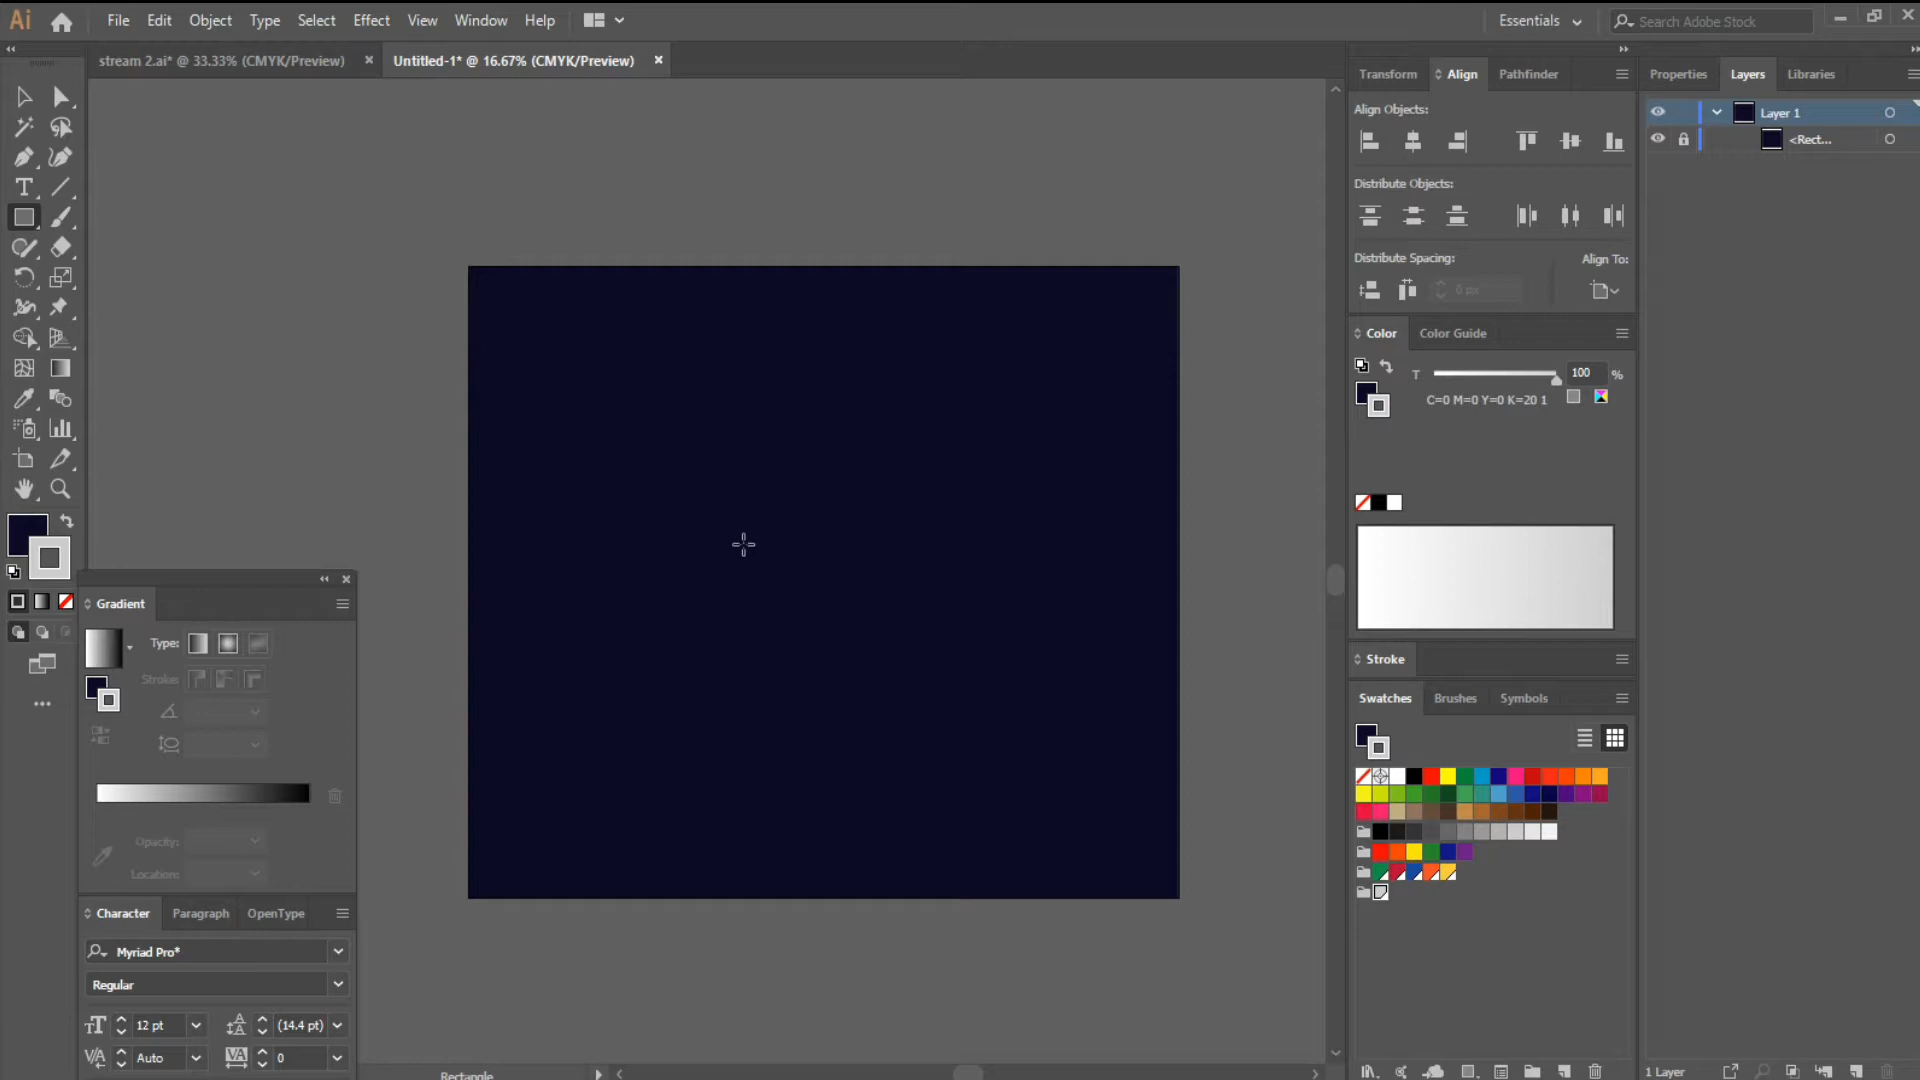 Ai File Edit Object Type Select Effect View Window Help Essentials Search Adobe Stock
stream 2.ai* @ 33.33% (CMYK/Preview) × Untitled-1* @ 16.67% (CMYK/Preview) ×
Transform Align Pathfinder
Properties Layers Libraries
Align Objects:
Layer 1
<Rect...
Distribute Objects:
Distribute Spacing:
Align To:
0 px
Color Color Guide
T 100 %
C=0 M=0 Y=0 K=20 1
Stroke
Swatches Brushes Symbols
Gradient
Type:
Stroke:
Opacity:
Location:
Character Paragraph OpenType
Myriad Pro*
Regular
12 pt (14.4 pt)
Auto 0
Rectangle
1 Layer